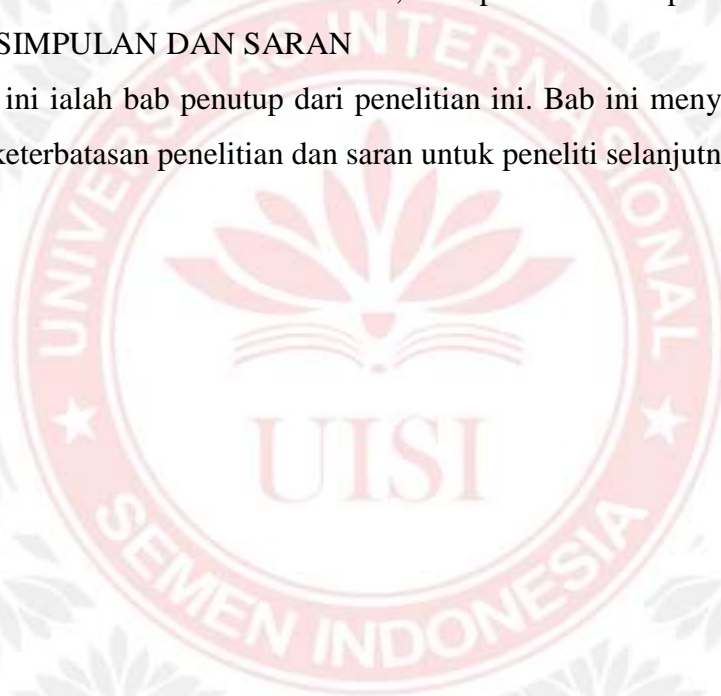 SIMPULAN DAN SARAN
ini ialah bab penutup dari penelitian ini. Bab ini meny
keterbatasan penelitian dan saran untuk peneliti selanjutn
UNIVERSITAS INTERNASIONAL
UISI
SEMEN INDONESIA